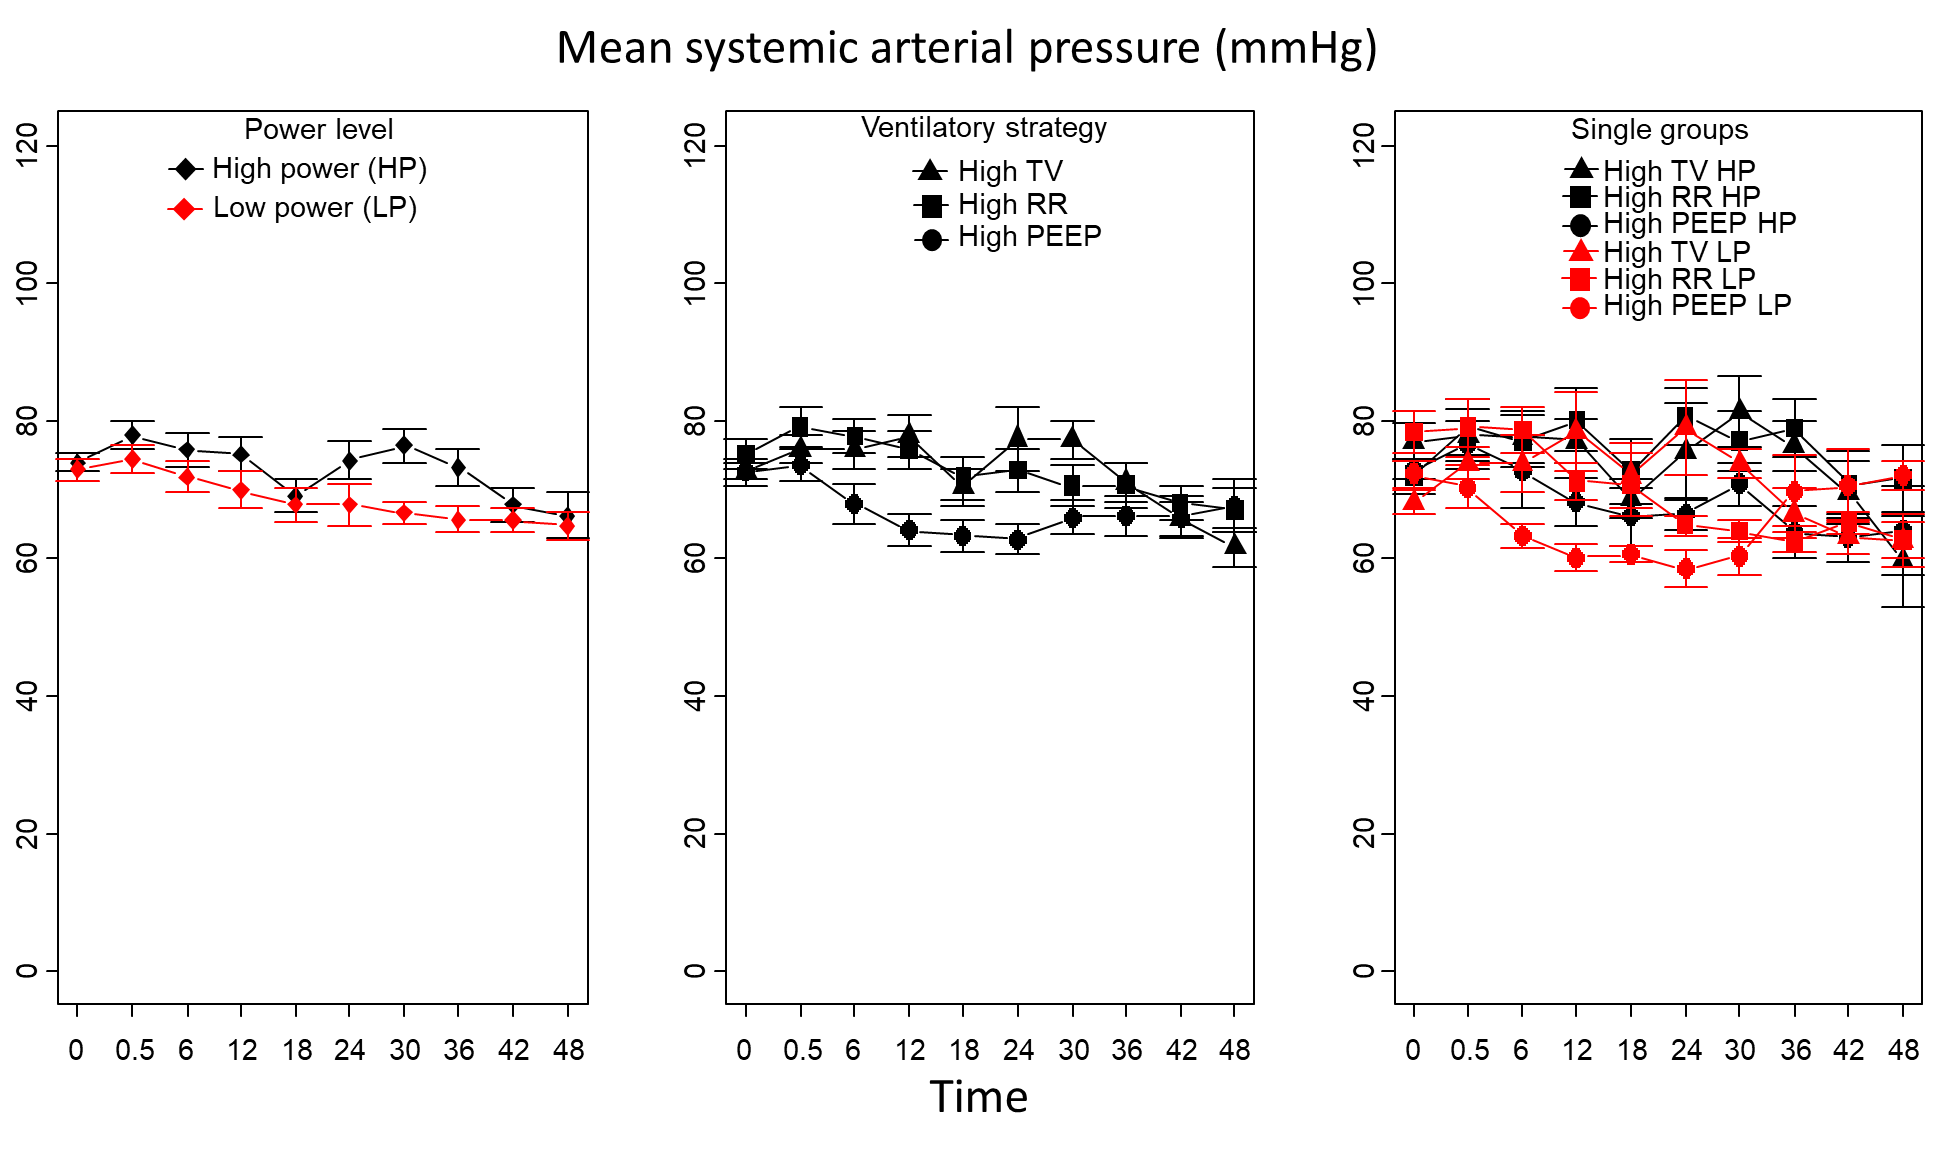 Mean systemic arterial pressure (mmHg)
Power level
High power (HP)
Low power (LP)
120
100
80
60
40
20
0
0 0.5 6 12 18 24 30 36 42 48
Ventilatory strategy
High TV
High RR
High PEEP
120
100
80
60
40
20
0
0 0.5 6 12 18 24 30 36 42 48
Single groups
High TV HP
High RR HP
High PEEP HP
High TV LP
High RR LP
High PEEP LP
120
100
80
60
40
20
0
0 0.5 6 12 18 24 30 36 42 48
Time